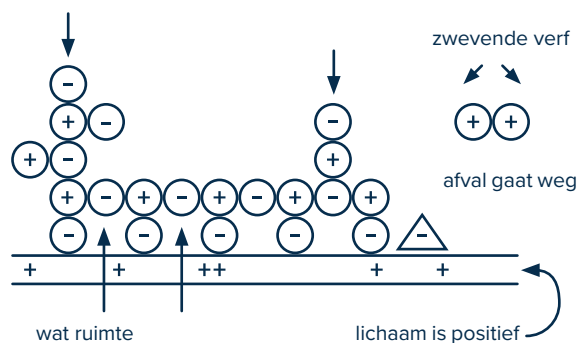 zwevende verf
-
+ -
+ -
-
+
+ +
afval gaat weg
+ - + - + - + - +
- - - - - -
+ + ++ + +
wat ruimte
lichaam is positief